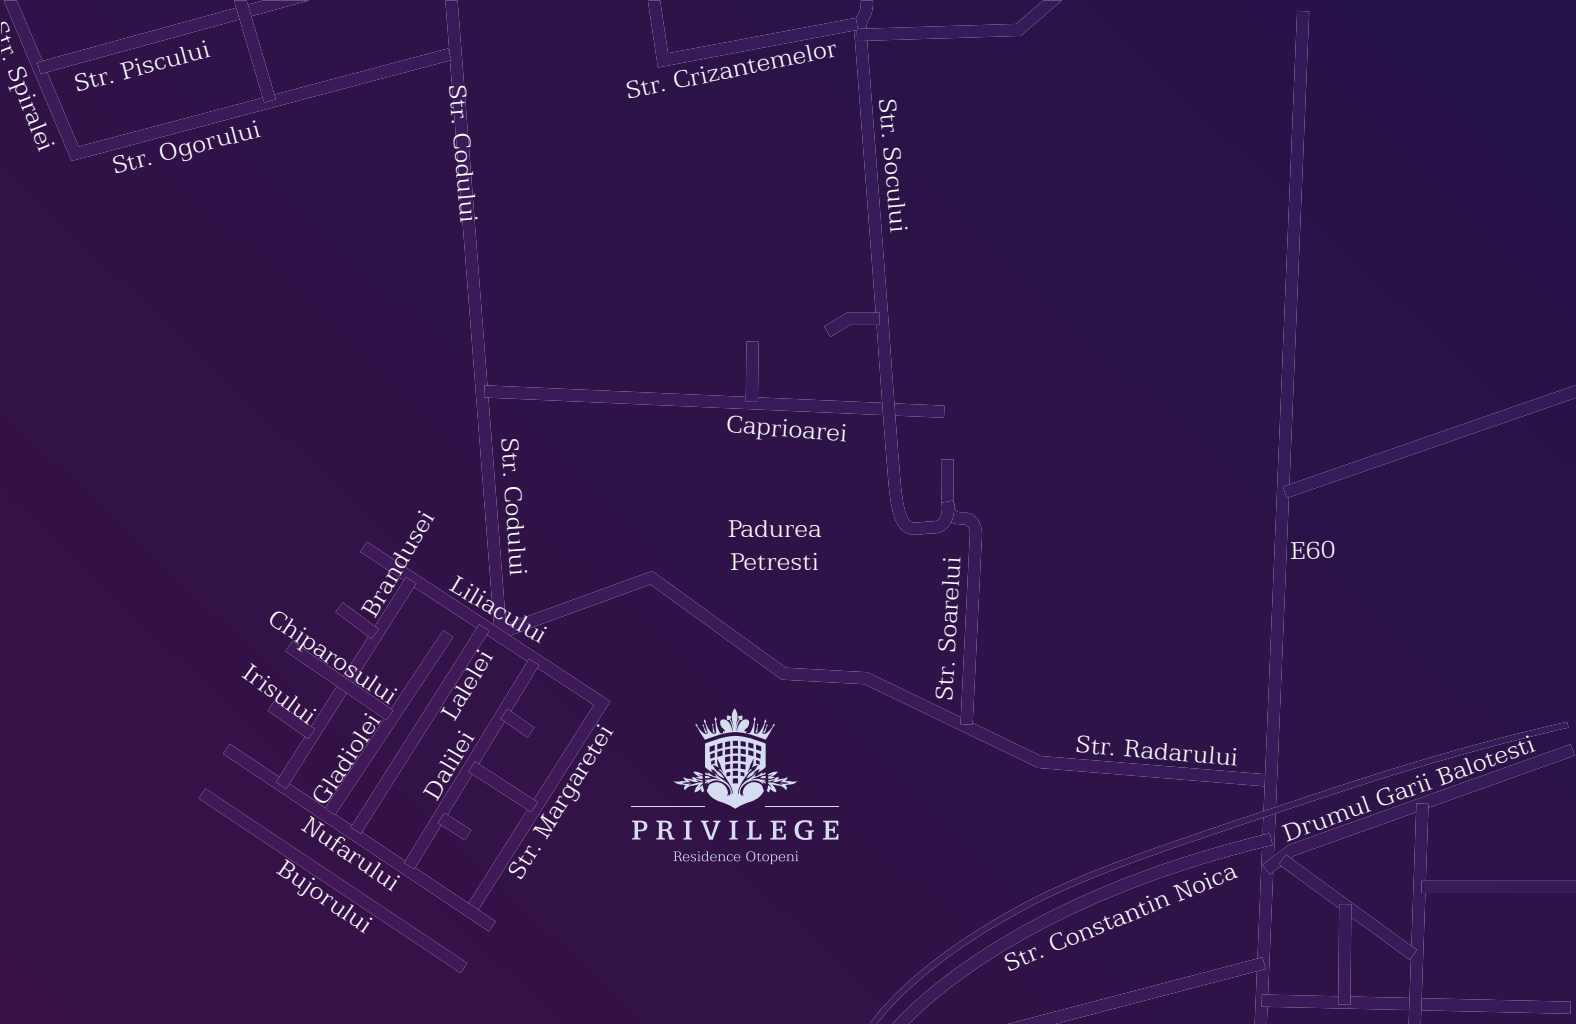 Str. Spiralei
Str. Piscului
Str. Ogorului
Str. Codului
Str. Crizantemelor
Str. Socului
Caprioarei
Str. Codului
Padurea
Petresti
E60
Str. Soarelui
Brandusei
Liliacului
Chiparosului
Irisului
Lalelei
Gladiolei
Dalilei
Str. Margaretei
Nufarului
Bujorului
PRIVILEGE
Residence Otopeni
Str. Radarului
Drumul Garii Balotesti
Str. Constantin Noica